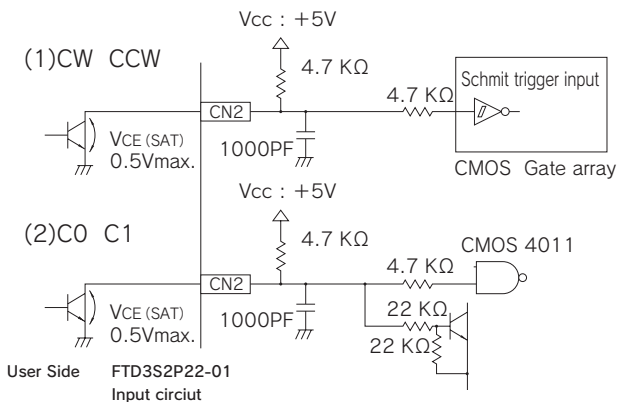 Vcc : +5V
(1)CW CCW
4.7 KΩ
4.7 KΩ
Schmit trigger input
CN2
VCE (SAT)
0.5Vmax.
1000PF
CMOS Gate array
Vcc : +5V
(2)C0 C1
4.7 KΩ
CMOS 4011
4.7 KΩ
CN2
VCE (SAT)
0.5Vmax.
1000PF
22 KΩ
22 KΩ
User Side FTD3S2P22-01
Input circiut